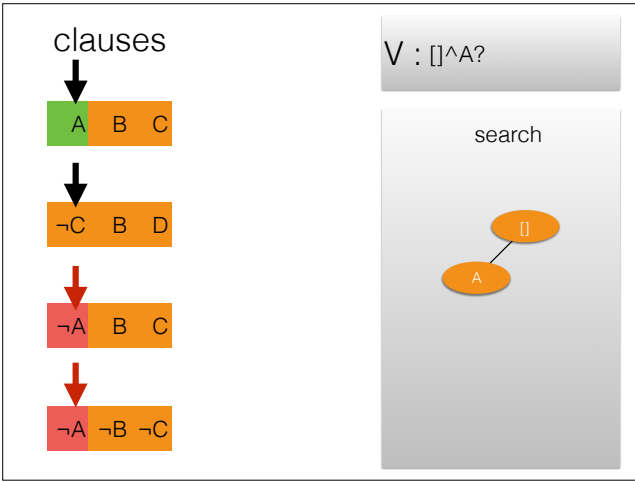 clauses
A B C
¬C B D
¬A B C
¬A ¬B ¬C
V : []^A?
search
[]
A